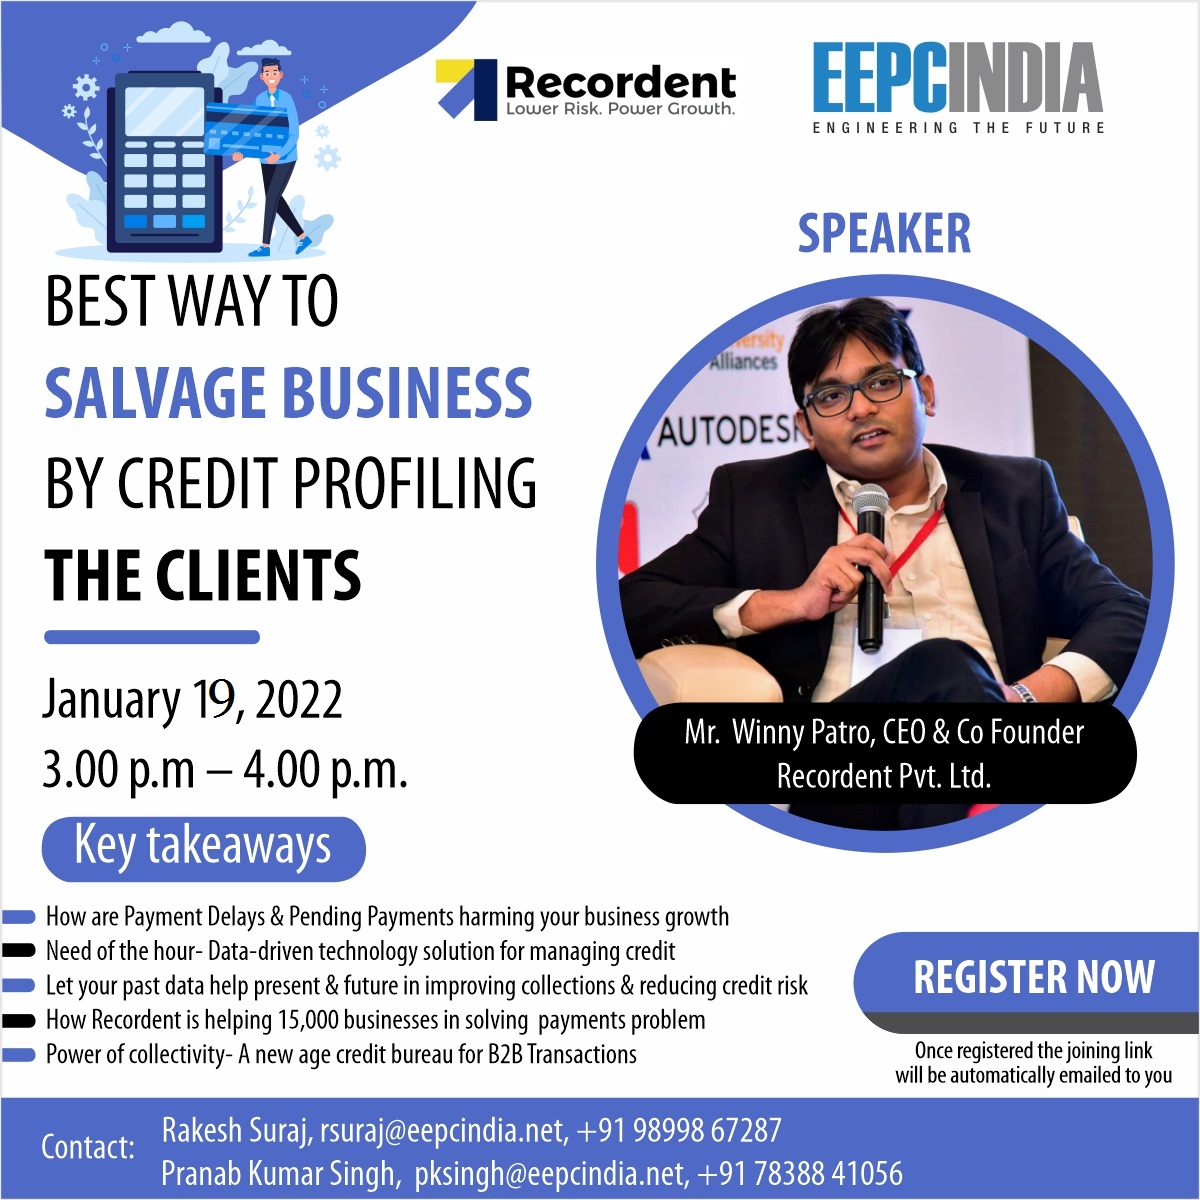 Recordent
Lower Risk. Power Growth.
EEPCINDIA
ENGINEERING THE FUTURE
SPEAKER
BEST WAY TO
SALVAGE BUSINESS
BY CREDIT PROFILING
THE CLIENTS
January 19, 2022
3.00 p.m – 4.00 p.m.
Alliances
AUTODESK
Mr. Winny Patro, CEO & Co Founder
Recordent Pvt. Ltd.
Key takeaways
How are Payment Delays & Pending Payments harming your business growth
Need of the hour- Data-driven technology solution for managing credit
Let your past data help present & future in improving collections & reducing credit risk
How Recordent is helping 15,000 businesses in solving payments problem
Power of collectivity- A new age credit bureau for B2B Transactions
REGISTER NOW
Once registered the joining link
will be automatically emailed to you
Contact:
Rakesh Suraj, rsuraj@eepcindia.net, +91 98998 67287
Pranab Kumar Singh, pksingh@eepcindia.net, +91 78388 41056